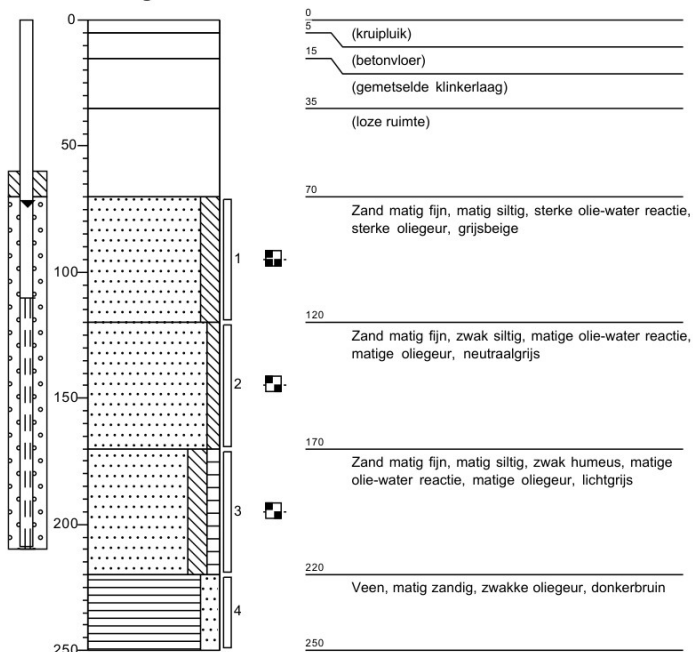 0
50
100
150
200
250
1
2
3
4
0
5
(kruipluik)
15
(betonvloer)
(gemetselde klinkerlaag)
35
(loze ruimte)
70
Zand matig fijn, matig siltig, sterke olie-water reactie,
sterke oliegeur, grijsbeige
120
Zand matig fijn, zwak siltig, matige olie-water reactie,
matige oliegeur, neutraalgrijs
170
Zand matig fijn, matig siltig, zwak humeus, matige
olie-water reactie, matige oliegeur, lichtgrijs
220
Veen, matig zandig, zwakke oliegeur, donkerbruin
250